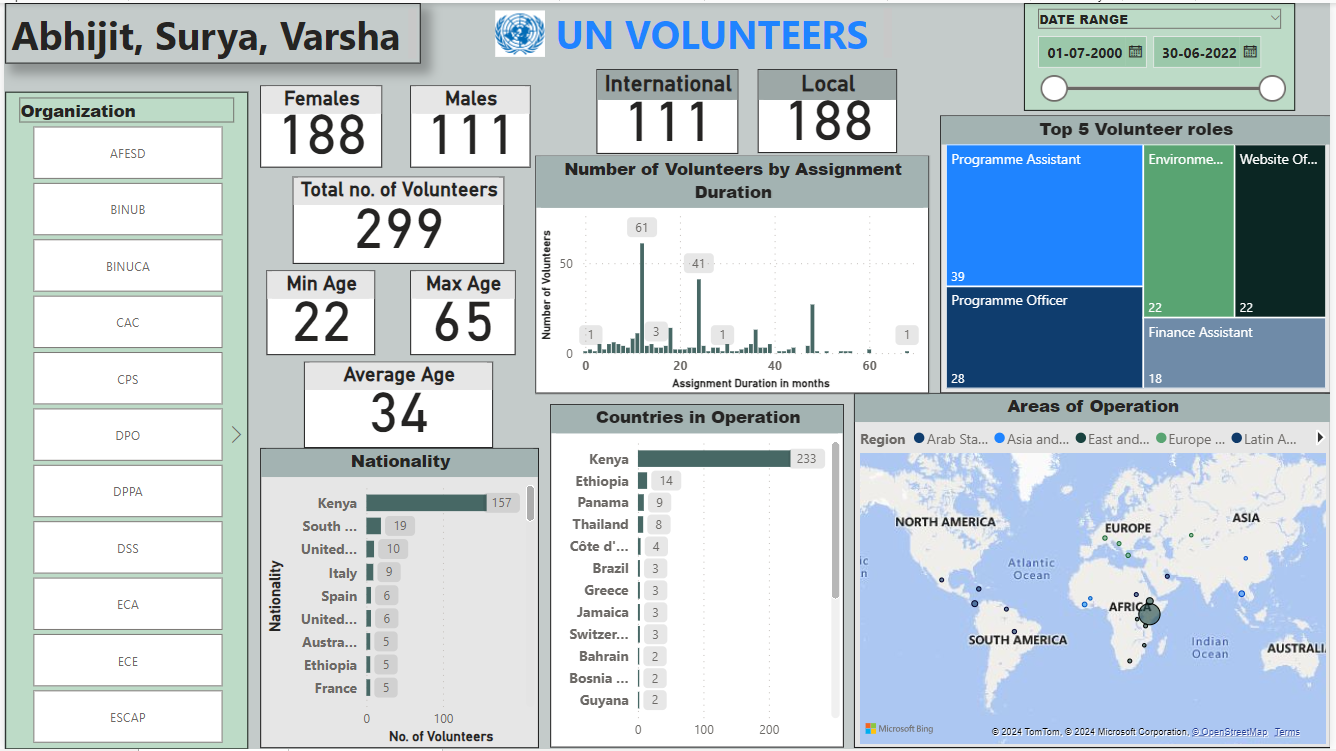 Abhijit, Surya, Varsha
UN VOLUNTEERS
DATE RANGE
01-07-2000
30-06-2022
Organization
AFESD
BINUB
BINUCA
CAC
CPS
DPO
DPPA
DSS
ECA
ECE
ESCAP
Females
188
Males
111
International
111
Local
188
Total no. of Volunteers
299
Min Age
22
Max Age
65
Average Age
34
Number of Volunteers by Assignment
Duration
Number of Volunteers
50
0
1
61
3
41
1
1
0
20
40
60
Assignment Duration in months
Top 5 Volunteer roles
Programme Assistant
39
Programme Officer
28
Environme...
22
Website Of...
22
Finance Assistant
18
Nationality
Nationality
Kenya 157
South ... 19
United... 10
Italy 9
Spain 6
United... 6
Austra... 5
Ethiopia 5
France 5
0
100
No. of Volunteers
Countries in Operation
Kenya 233
Ethiopia 14
Panama 9
Thailand 8
Côte d'... 4
Brazil 3
Greece 3
Jamaica 3
Switzer... 3
Bahrain 2
Bosnia ... 2
Guyana 2
0
100
200
Areas of Operation
Region Arab Sta... Asia and... East and... Europe ... Latin A...
NORTH AMERICA
EUROPE
ASIA
Atlantic
Ocean
AFRICA
SOUTH AMERICA
Indian
Ocean
AUSTRALI
Microsoft Bing
© 2024 TomTom, © 2024 Microsoft Corporation, © OpenStreetMap Terms